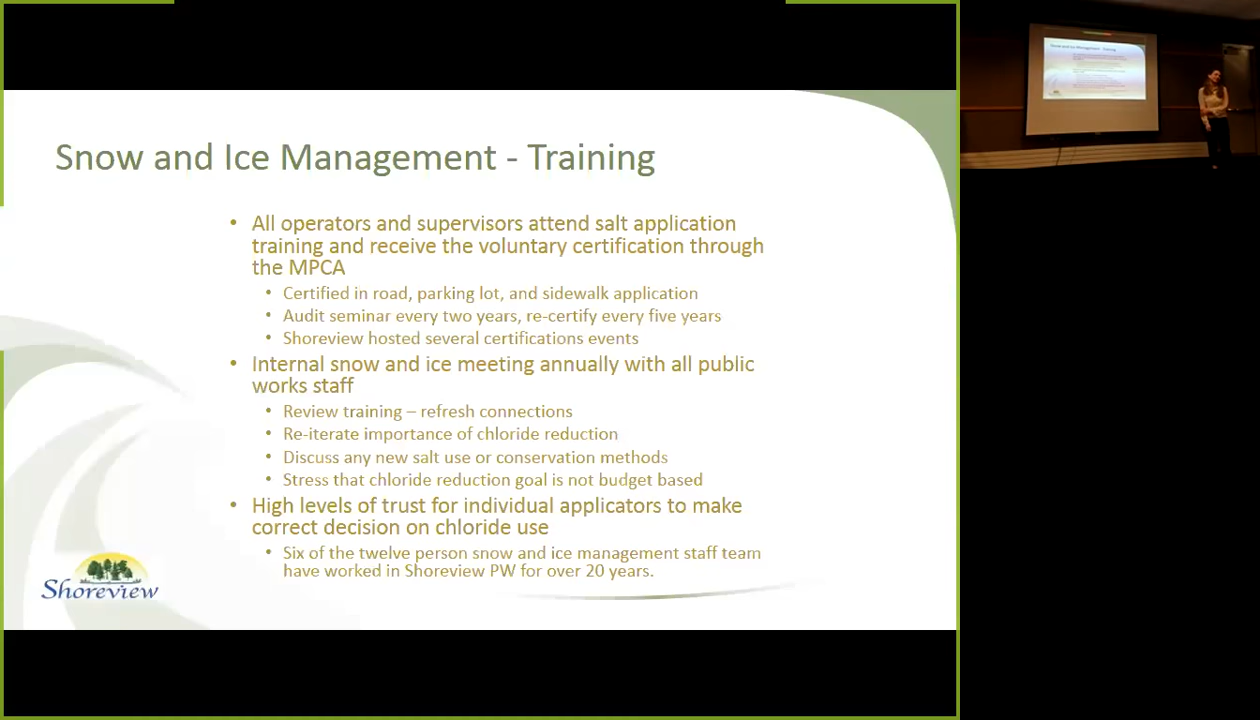 Snow and Ice Management - Training
• All operators and supervisors attend salt application
training and receive the voluntary certification through
the MPCA
• Certified in road, parking lot, and sidewalk application
• Audit seminar every two years, re-certify every five years
• Shoreview hosted several certifications events
• Internal snow and ice meeting annually with all public
works staff
• Review training – refresh connections
• Re-iterate importance of chloride reduction
• Discuss any new salt use or conservation methods
• Stress that chloride reduction goal is not budget based
• High levels of trust for individual applicators to make
correct decision on chloride use
• Six of the twelve person snow and ice management staff team
have worked in Shoreview PW for over 20 years.
Shoreview
Snow and Ice Management - Training